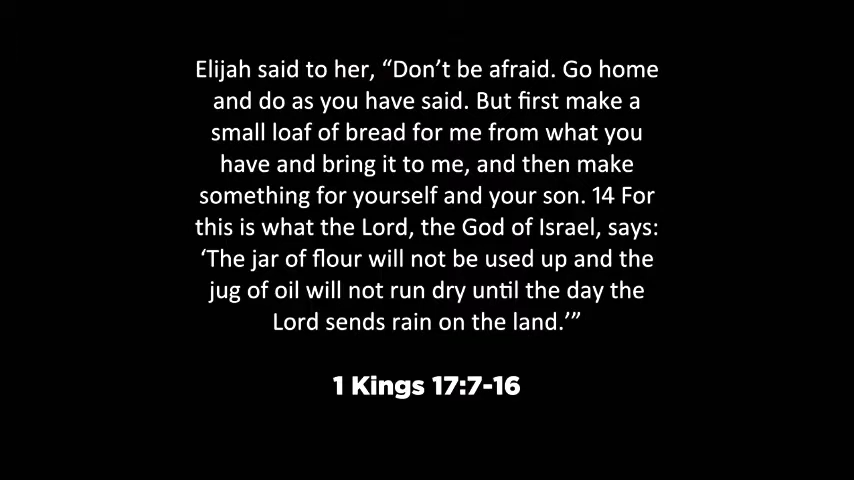 Elijah said to her, “Don’t be afraid. Go home
and do as you have said. But first make a
small loaf of bread for me from what you
have and bring it to me, and then make
something for yourself and your son. 14 For
this is what the Lord, the God of Israel, says:
‘The jar of flour will not be used up and the
jug of oil will not run dry until the day the
Lord sends rain on the land.’”
1 Kings 17:7-16